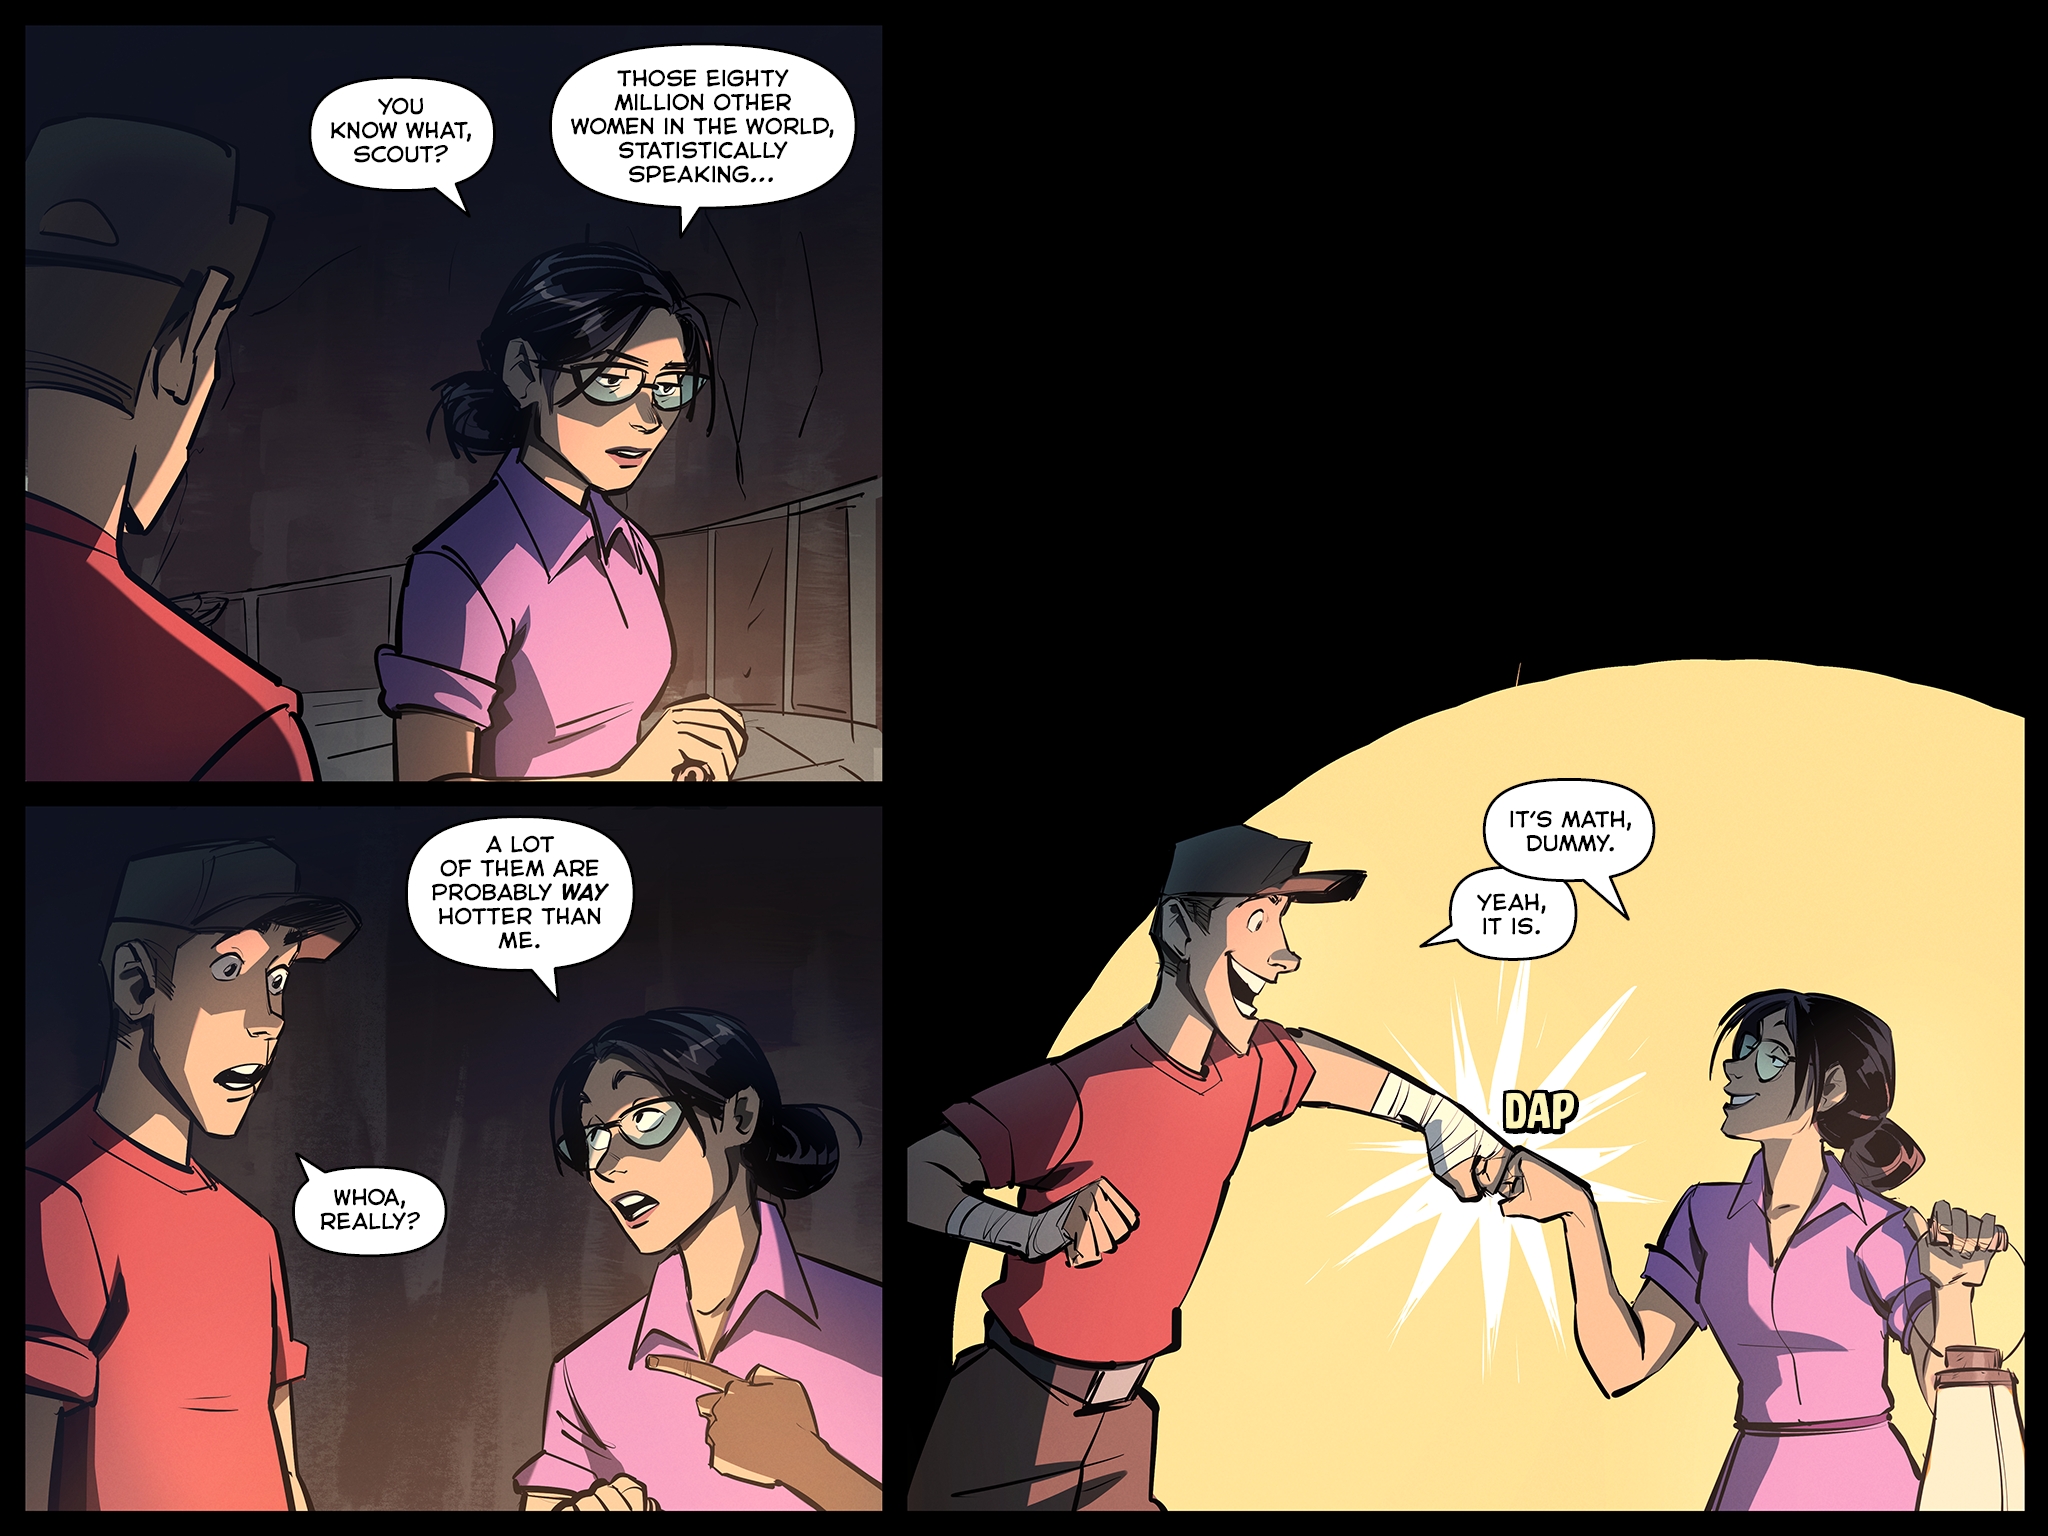 YOU
KNOW WHAT,
SCOUT?
THOSE EIGHTY
MILLION OTHER
WOMEN IN THE WORLD,
STATISTICALLY
SPEAKING...
A LOT
OF THEM ARE
PROBABLY WAY
HOTTER THAN
ME.
WHOA,
REALLY?
IT'S MATH,
DUMMY.
YEAH,
IT IS.
DAP